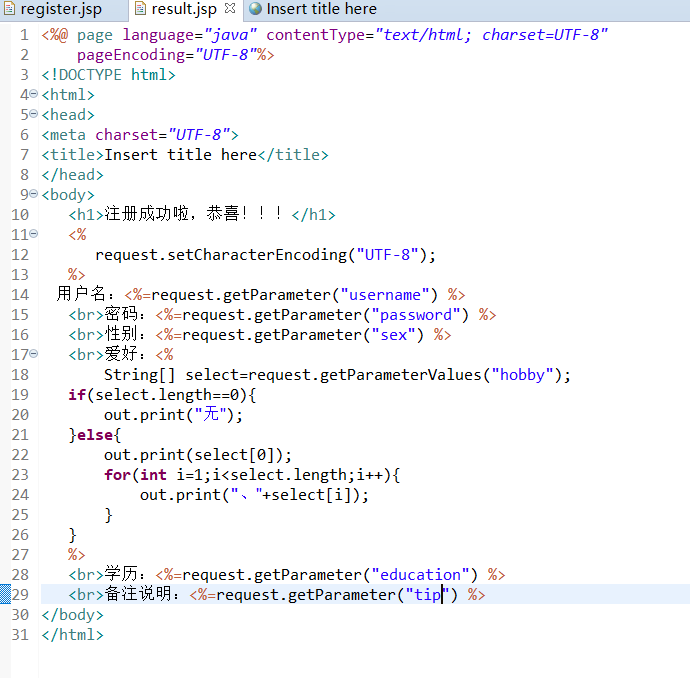 register.jsp result.jsp Insert title here
1 <%@ page language="java" contentType="text/html; charset=UTF-8"
2 pageEncoding="UTF-8"%>
3 <!DOCTYPE html>
4 <html>
5 <head>
6 <meta charset="UTF-8">
7 <title>Insert title here</title>
8 </head>
9 <body>
10 <h1>注册成功啦，恭喜！！！</h1>
11 <%
12 request.setCharacterEncoding("UTF-8");
13 %>
14 用户名：<%=request.getParameter("username") %>
15 <br>密码：<%=request.getParameter("password") %>
16 <br>性别：<%=request.getParameter("sex") %>
17 <br>爱好：<%
18 String[] select=request.getParameterValues("hobby");
19 if(select.length==0){
20 out.print("无");
21 }else{
22 out.print(select[0]);
23 for(int i=1;i<select.length;i++){
24 out.print("、"+select[i]);
25 }
26 }
27 %>
28 <br>学历：<%=request.getParameter("education") %>
29 <br>备注说明：<%=request.getParameter("tip") %>
30 </body>
31 </html>